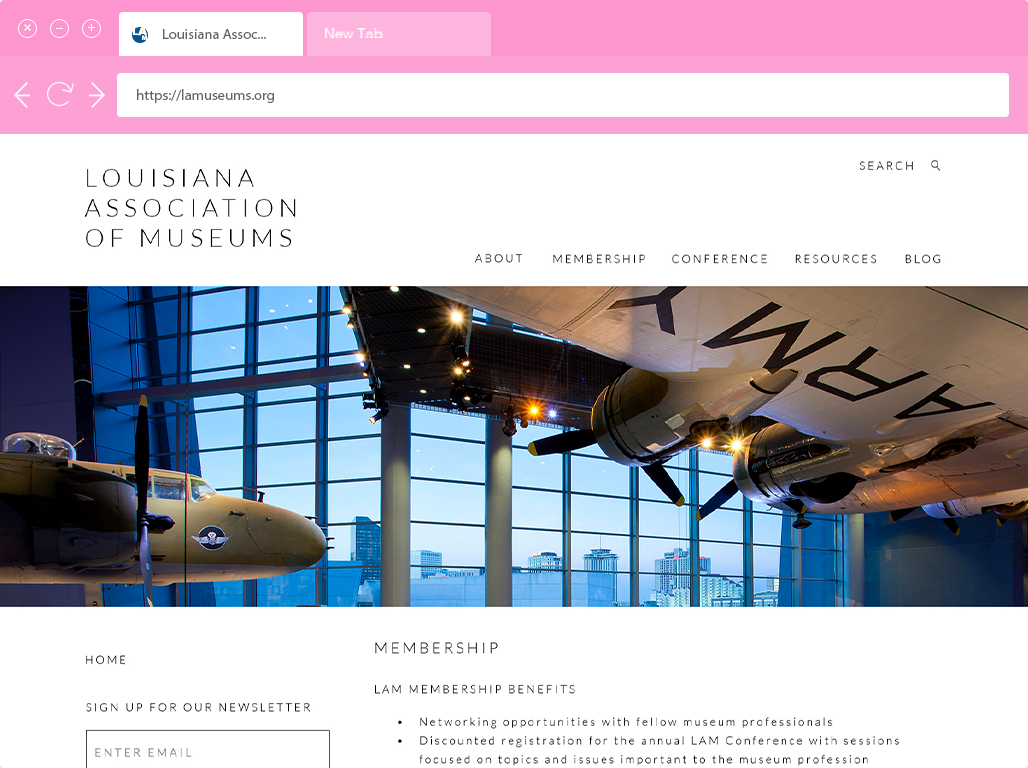 Louisiana Assoc...
New Tab
https://lamuseums.org
LOUISIANA
ASSOCIATION
OF MUSEUMS
SEARCH
ABOUT MEMBERSHIP CONFERENCE RESOURCES BLOG
ARMY
HOME
SIGN UP FOR OUR NEWSLETTER
ENTER EMAIL
MEMBERSHIP
LAM MEMBERSHIP BENEFITS
• Networking opportunities with fellow museum professionals
• Discounted registration for the annual LAM Conference with sessions
focused on topics and issues important to the museum profession